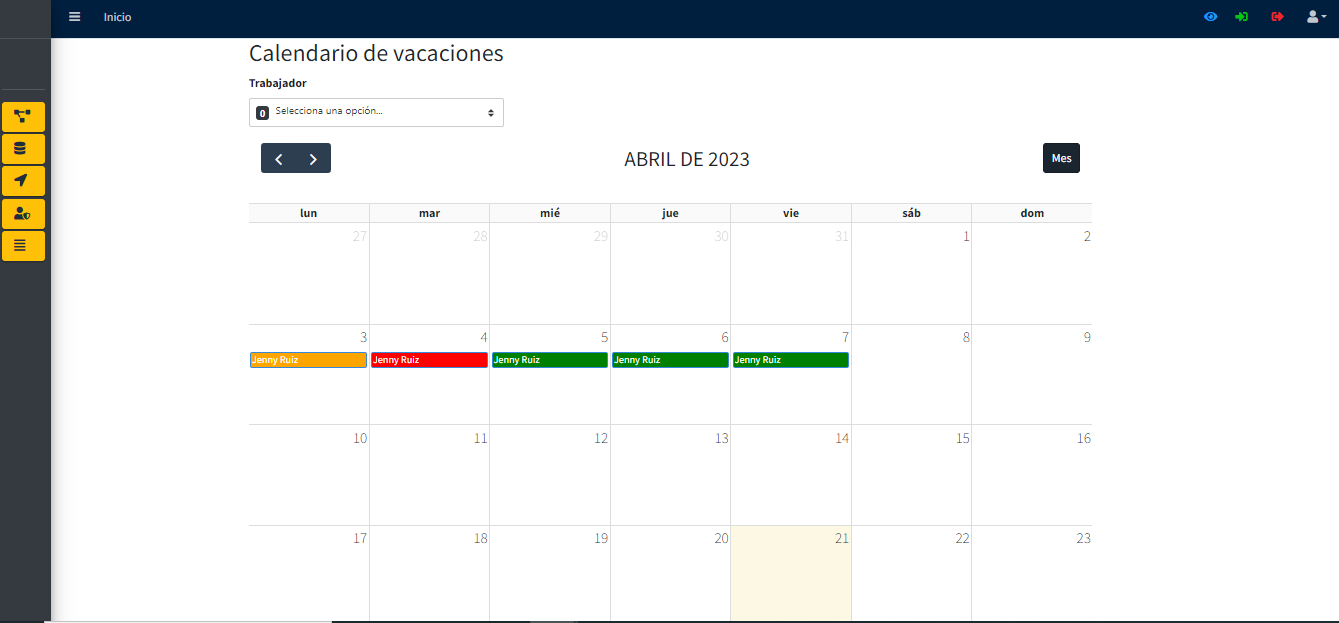 Inicio
Calendario de vacaciones
Trabajador
0 Selecciona una opción...
ABRIL DE 2023
Mes
lun mar mié jue vie sáb dom
27 28 29 30 31 1 2
3 4 5 6 7 8 9
Jenny Ruiz Jenny Ruiz Jenny Ruiz Jenny Ruiz Jenny Ruiz
10 11 12 13 14 15 16
17 18 19 20 21 22 23